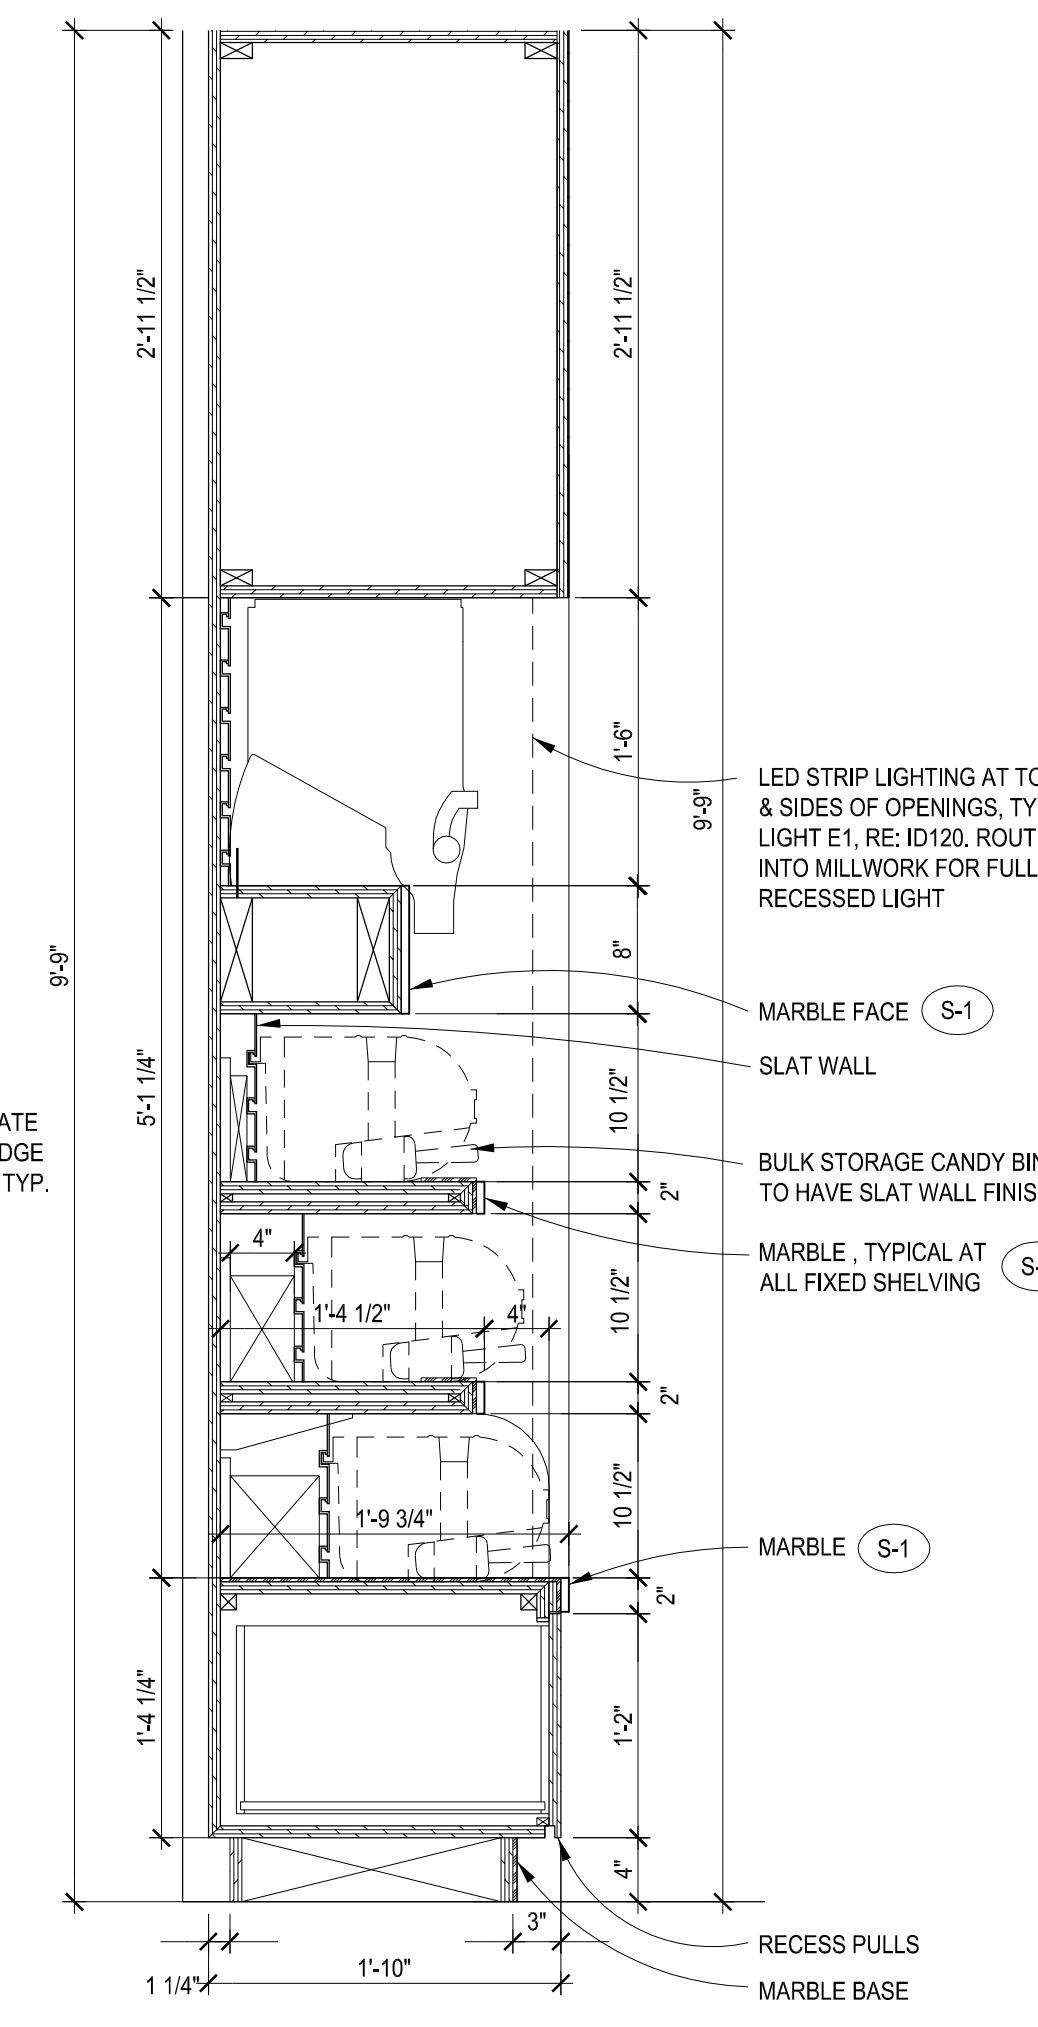 2'-11 1/2"
2'-11 1/2"
1'-6"
9'-9"
LED STRIP LIGHTING AT TO
& SIDES OF OPENINGS, TY
LIGHT E1, RE: ID120. ROUT
INTO MILLWORK FOR FULL
RECESSED LIGHT
9'-9"
8"
MARBLE FACE S-1
SLAT WALL
5'-1 1/4"
10 1/2"
ATE
DGE
TYP.
BULK STORAGE CANDY BIN
TO HAVE SLAT WALL FINIS
2"
4"
MARBLE , TYPICAL AT
ALL FIXED SHELVING S-
1'-4 1/2" 4"
10 1/2"
2"
10 1/2"
1'-9 3/4"
MARBLE S-1
2"
1'-4 1/4"
1'-2"
4"
3"
RECESS PULLS
1'-10"
1 1/4"
MARBLE BASE